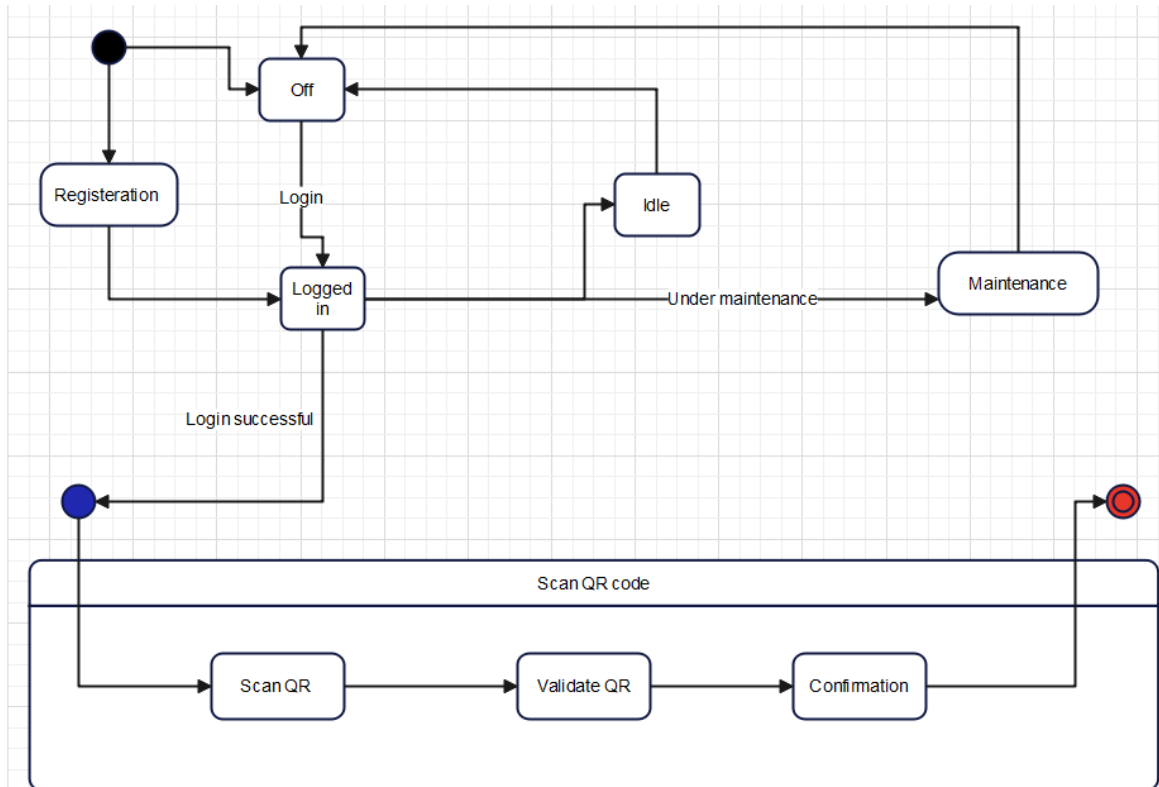 Off
Registeration
Login
Idle
Logged
in
Under maintenance
Maintenance
Login successful
Scan QR code
Scan QR
Validate QR
Confirmation